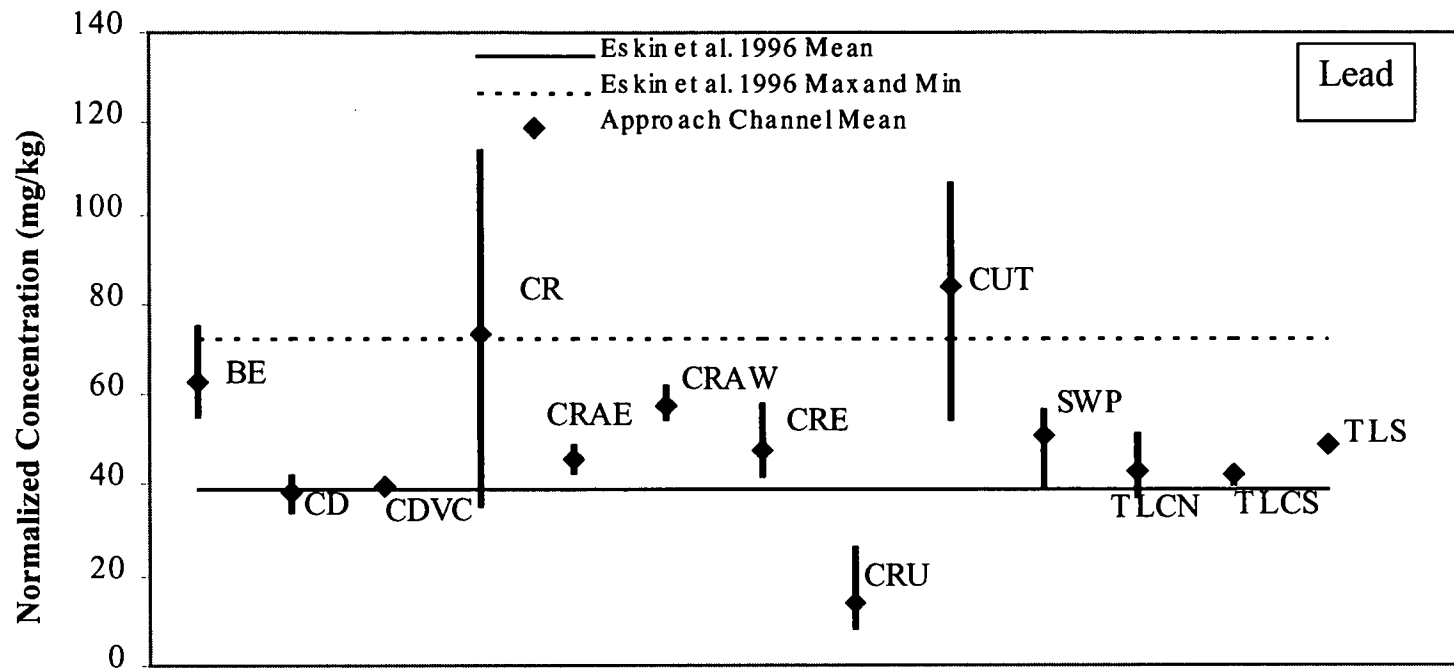 140
Eskin et al. 1996 Mean
Lead
Eskin et al. 1996 Max and Min
120
Approach Channel Mean
Normalized Concentration (mg/kg)
100
80
CR
CUT
60
BE
CRAW
CRAE
CRE
SWP
TLS
40
CD
CDVC
TLCN
TLCS
20
CRU
0